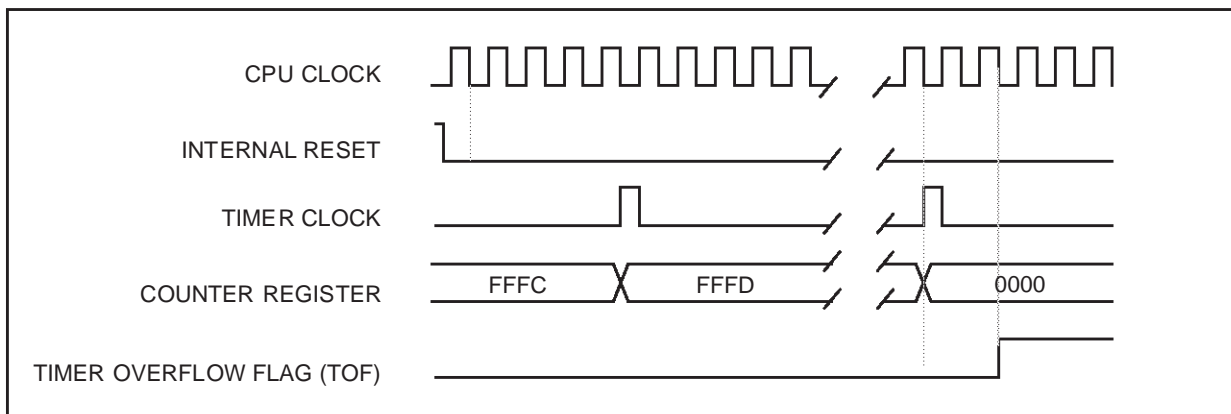 CPU CLOCK
INTERNAL RESET
TIMER CLOCK
COUNTER REGISTER
FFFC
FFFD
0000
TIMER OVERFLOW FLAG (TOF)